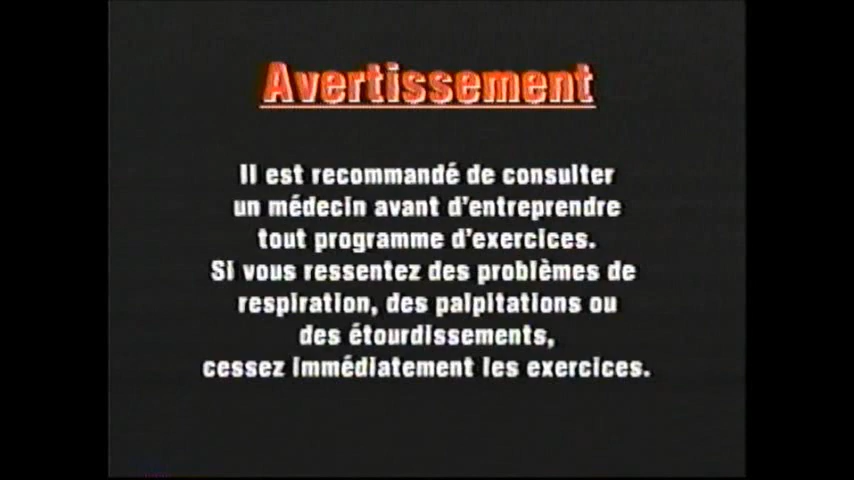 Avertissement
Il est recommandé de consulter
un médecin avant d'entreprendre
tout programme d'exercices.
Si vous ressentez des problèmes de
respiration, des palpitations ou
des étourdissements,
cessez immédiatement les exercices.